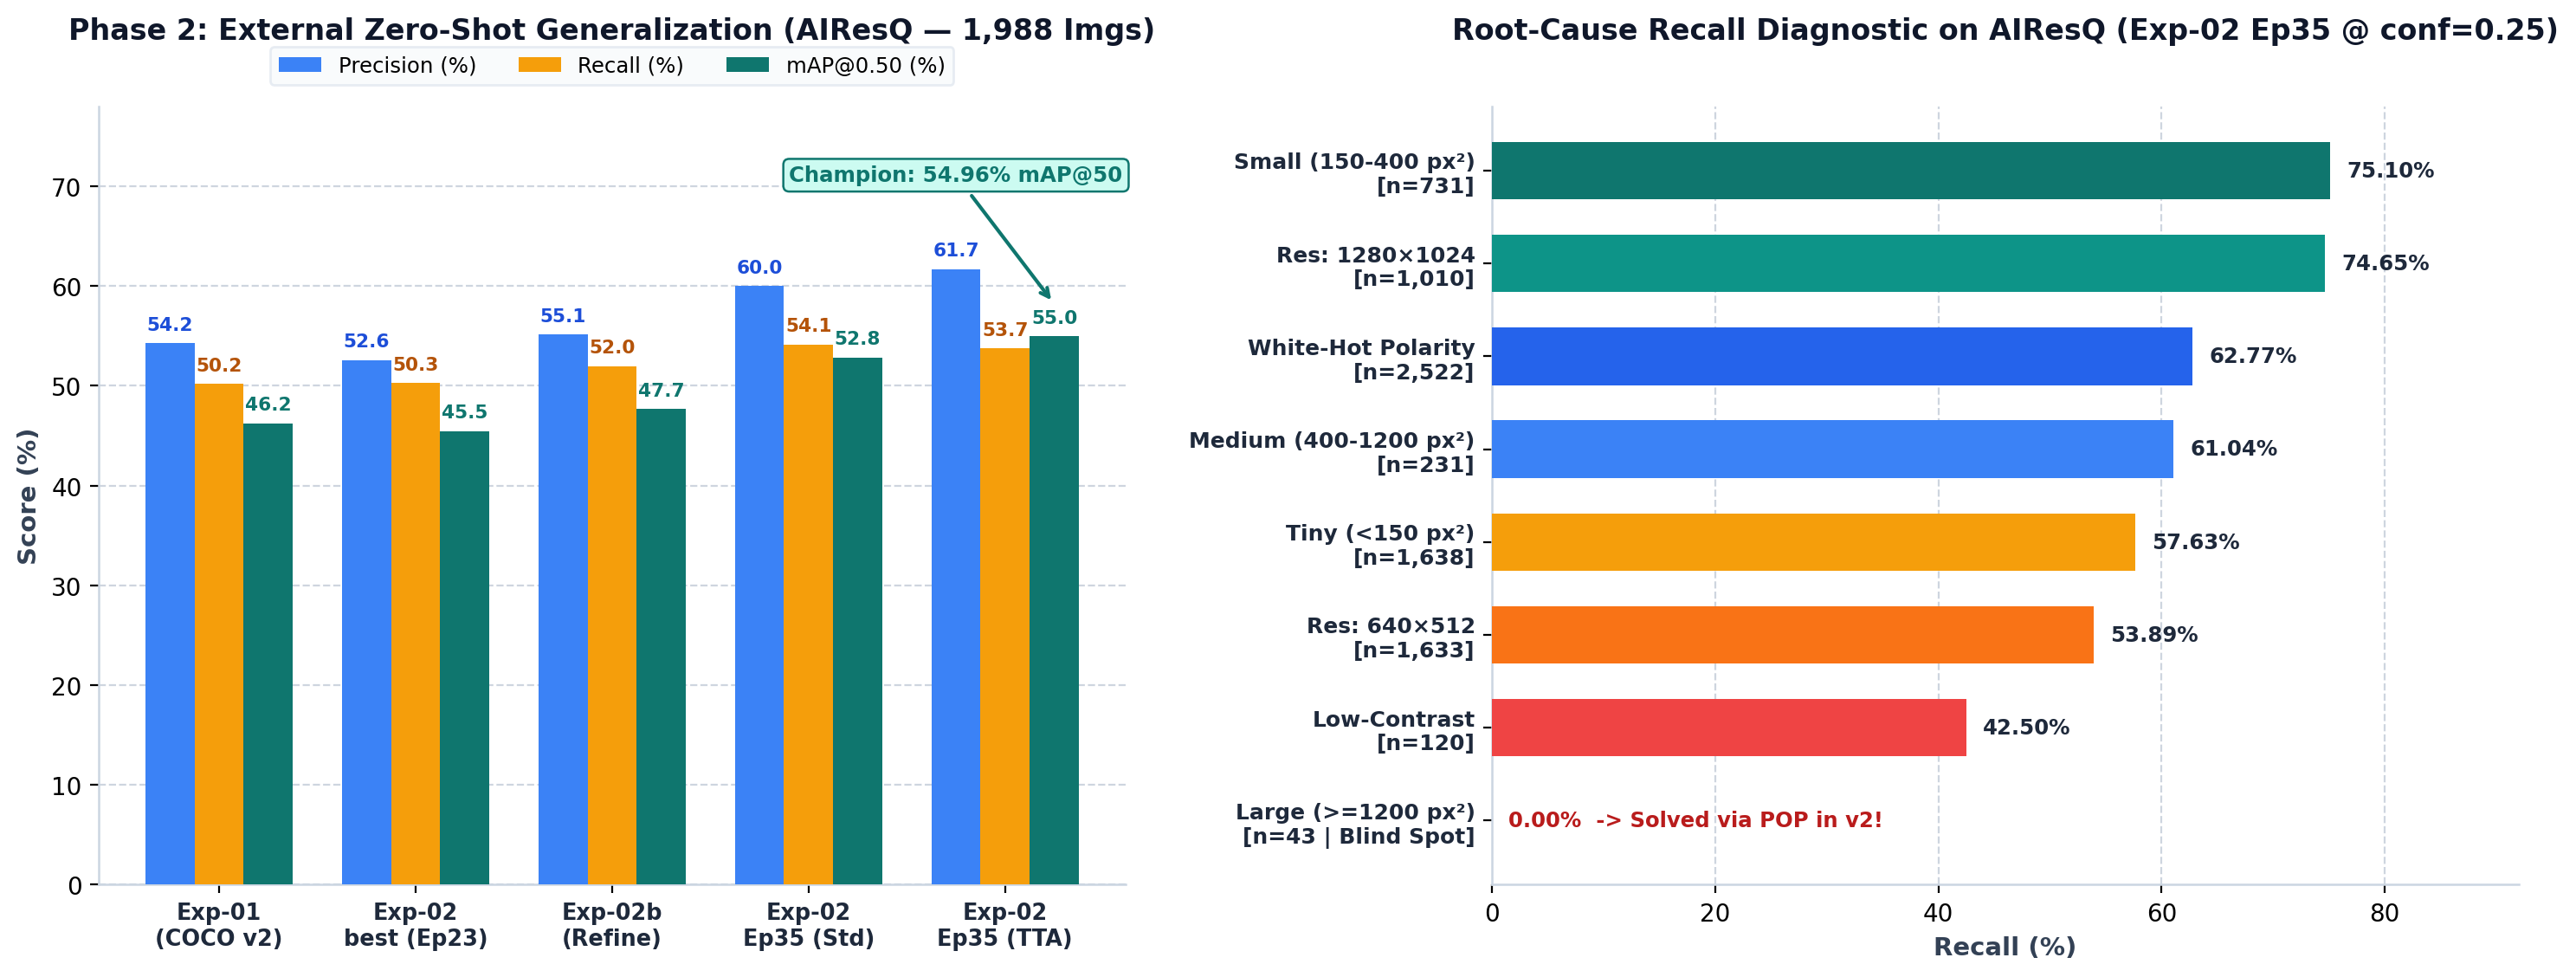 Phase 2: External Zero-Shot Generalization (AIResQ — 1,988 Imgs)
Precision (%)
Recall (%)
mAP@0.50 (%)
Score (%)
70
60
50
40
30
20
10
0
Champion: 54.96% mAP@50
54.2
50.2
46.2
52.6
50.3
45.5
55.1
52.0
47.7
60.0
54.1
52.8
61.7
53.7
55.0
Exp-01
(COCO v2)
Exp-02
best (Ep23)
Exp-02b
(Refine)
Exp-02
Ep35 (Std)
Exp-02
Ep35 (TTA)
Root-Cause Recall Diagnostic on AIResQ (Exp-02 Ep35 @ conf=0.25)
Small (150-400 px²)
[n=731]
75.10%
Res: 1280×1024
[n=1,010]
74.65%
White-Hot Polarity
[n=2,522]
62.77%
Medium (400-1200 px²)
[n=231]
61.04%
Tiny (<150 px²)
[n=1,638]
57.63%
Res: 640×512
[n=1,633]
53.89%
Low-Contrast
[n=120]
42.50%
Large (>=1200 px²)
[n=43 | Blind Spot]
0.00%  -> Solved via POP in v2!
0
20
40
60
80
Recall (%)